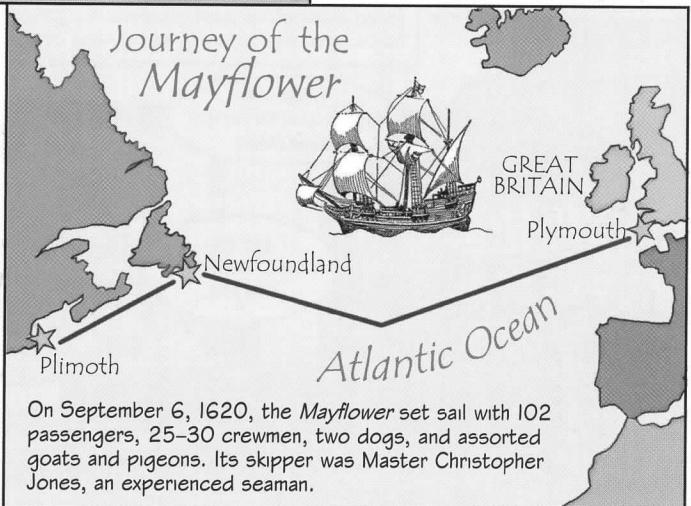 Journey of the
Mayflower
GREAT
BRITAIN
Plymouth
Newfoundland
Plimoth
Atlantic Ocean
On September 6, 1620, the Mayflower set sail with 102
passengers, 25–30 crewmen, two dogs, and assorted
goats and pigeons. Its skipper was Master Christopher
Jones, an experienced seaman.